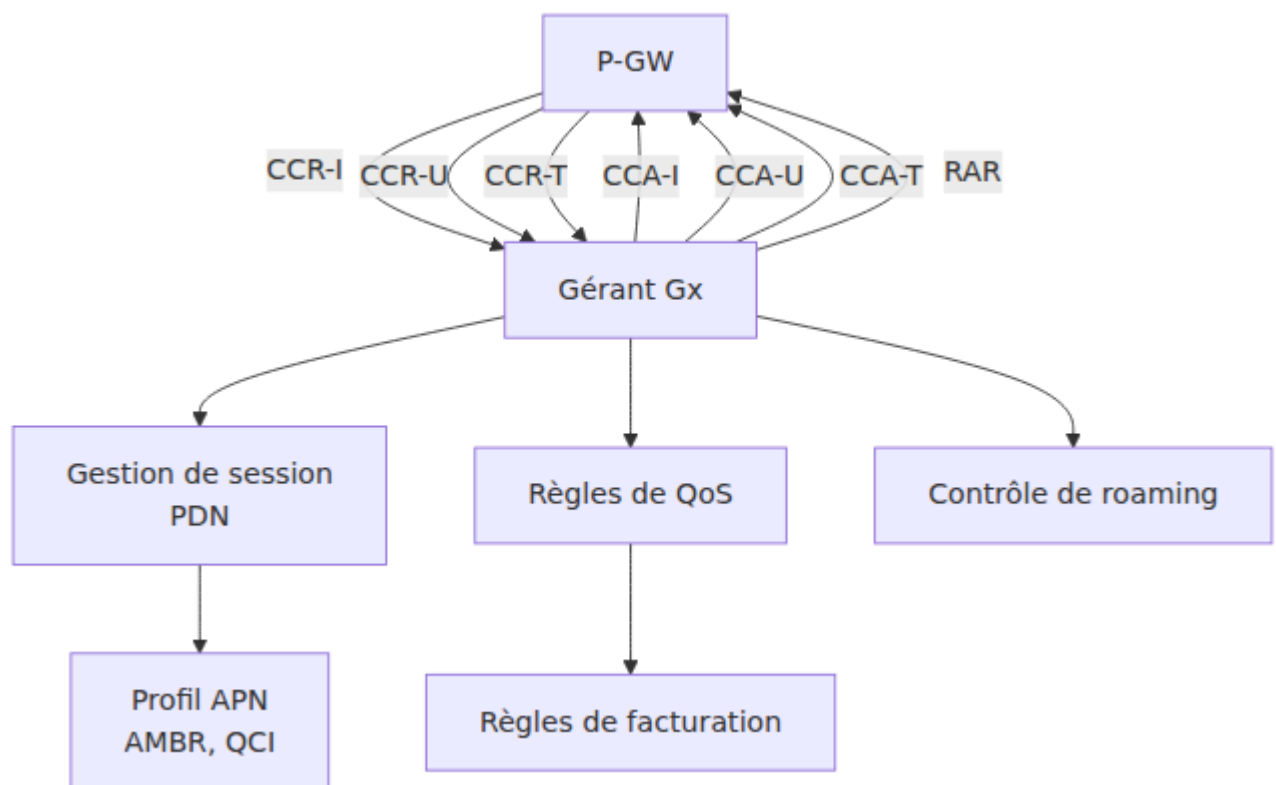 P-GW
CCR-I
CCR-U
CCR-T
CCA-I
CCA-U
CCA-T
RAR
Gérant Gx
Gestion de session
PDN
Règles de QoS
Contrôle de roaming
Profil APN
AMBR, QCI
Règles de facturation